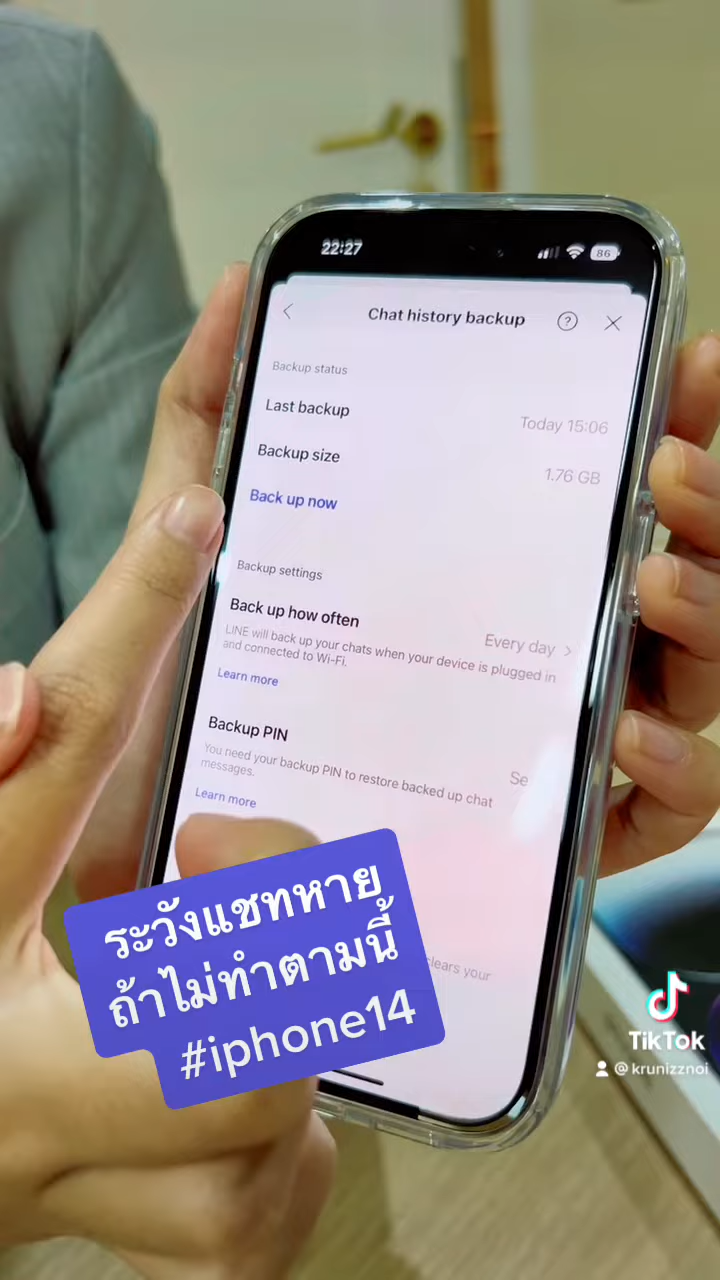 22:27
86
Chat history backup
?
Backup status
Last backup
Today 15:06
Backup size
1.76 GB
Back up now
Backup settings
Back up how often
Every day
LINE will back up your chats when your device is plugged in
and connected to Wi-Fi.
Learn more
Backup PIN
Se
You need your backup PIN to restore backed up chat
messages.
Learn more
clears your
ระวังแชทหาย
ถ้าไม่ทำตามนี้
#iphone14
TikTok
@krunizznoi